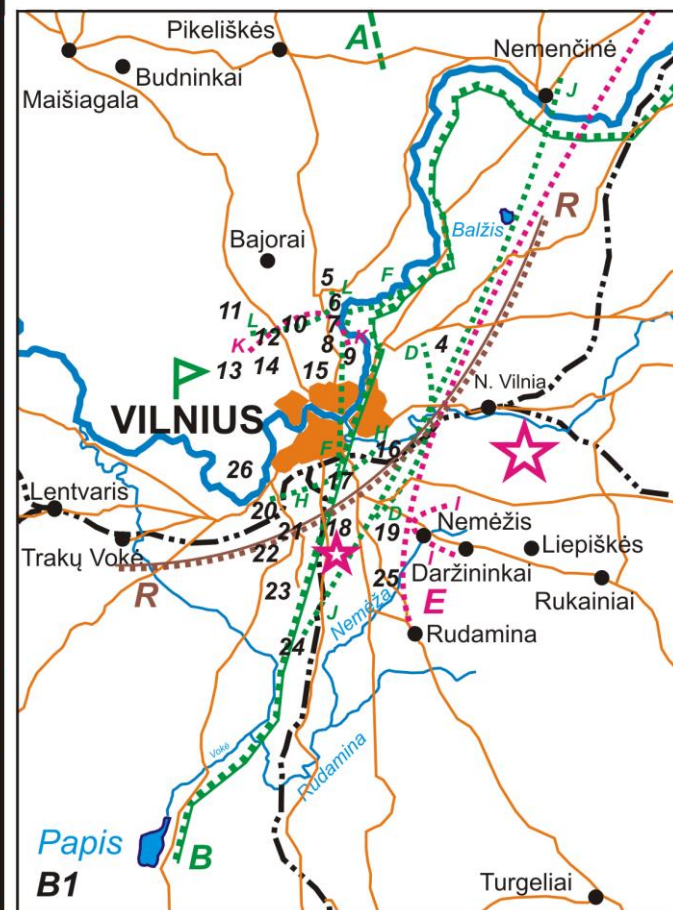 Pikeliškės
A
Nemenčinė
Budninkai
Maišiagala
J
R
Balžis
Bajorai
5
L
F
6
11
10
7
L
12
K
K
8
9
D
4
13
14
15
N. Vilnia
VILNIUS
H
16
F
26
17
Lentvaris
H
I
20
D
18
19
Nemėžis
21
Liepiškės
Trakų Vokė
22
I
Daržininkai
R
23
25
E
Rukainiai
J
Nemėža
Rudamina
24
Vokė
Rudamina
Papis
B
B1
Turgeliai